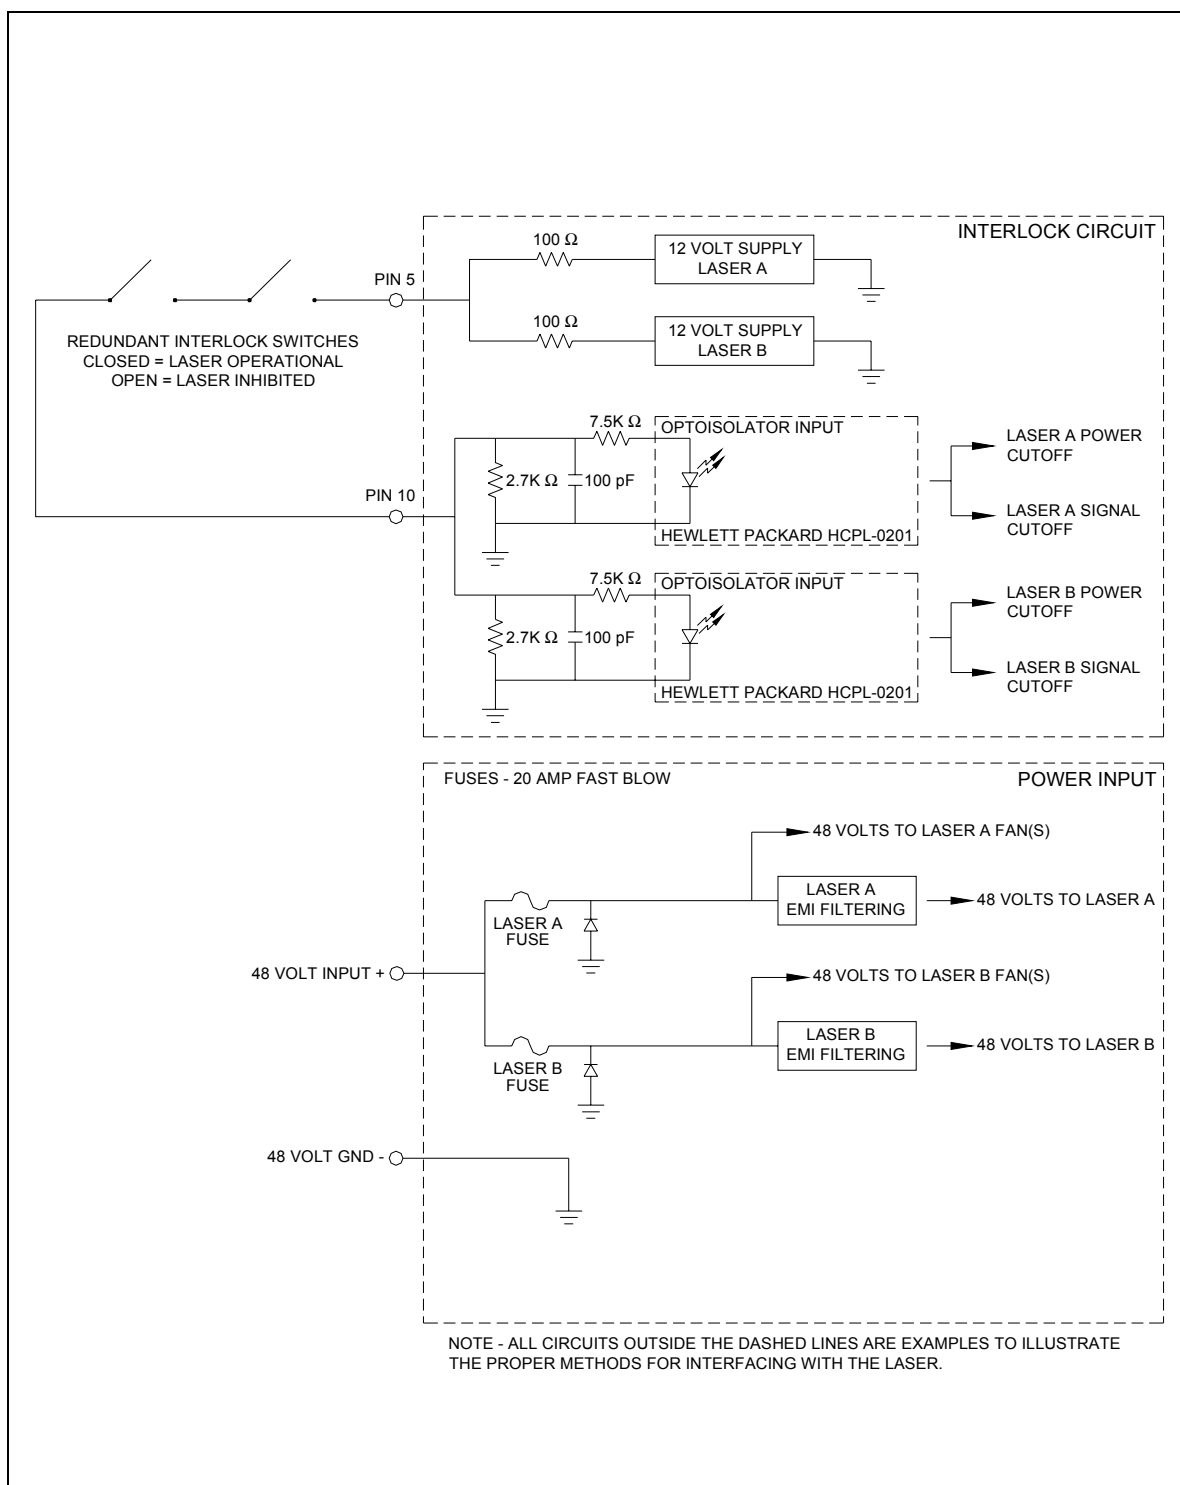 INTERLOCK CIRCUIT
100 Ω
12 VOLT SUPPLY
LASER A
PIN 5
100 Ω
12 VOLT SUPPLY
LASER B
REDUNDANT INTERLOCK SWITCHES
CLOSED = LASER OPERATIONAL
OPEN = LASER INHIBITED
7.5K Ω
OPTOISOLATOR INPUT
2.7K Ω
100 pF
HEWLETT PACKARD HCPL-0201
LASER A POWER
CUTOFF
LASER A SIGNAL
CUTOFF
PIN 10
7.5K Ω
OPTOISOLATOR INPUT
2.7K Ω
100 pF
HEWLETT PACKARD HCPL-0201
LASER B POWER
CUTOFF
LASER B SIGNAL
CUTOFF
FUSES - 20 AMP FAST BLOW
POWER INPUT
48 VOLTS TO LASER A FAN(S)
LASER A
EMI FILTERING
48 VOLTS TO LASER A
LASER A
FUSE
48 VOLT INPUT +
48 VOLTS TO LASER B FAN(S)
LASER B
EMI FILTERING
48 VOLTS TO LASER B
LASER B
FUSE
48 VOLT GND -
NOTE - ALL CIRCUITS OUTSIDE THE DASHED LINES ARE EXAMPLES TO ILLUSTRATE
THE PROPER METHODS FOR INTERFACING WITH THE LASER.